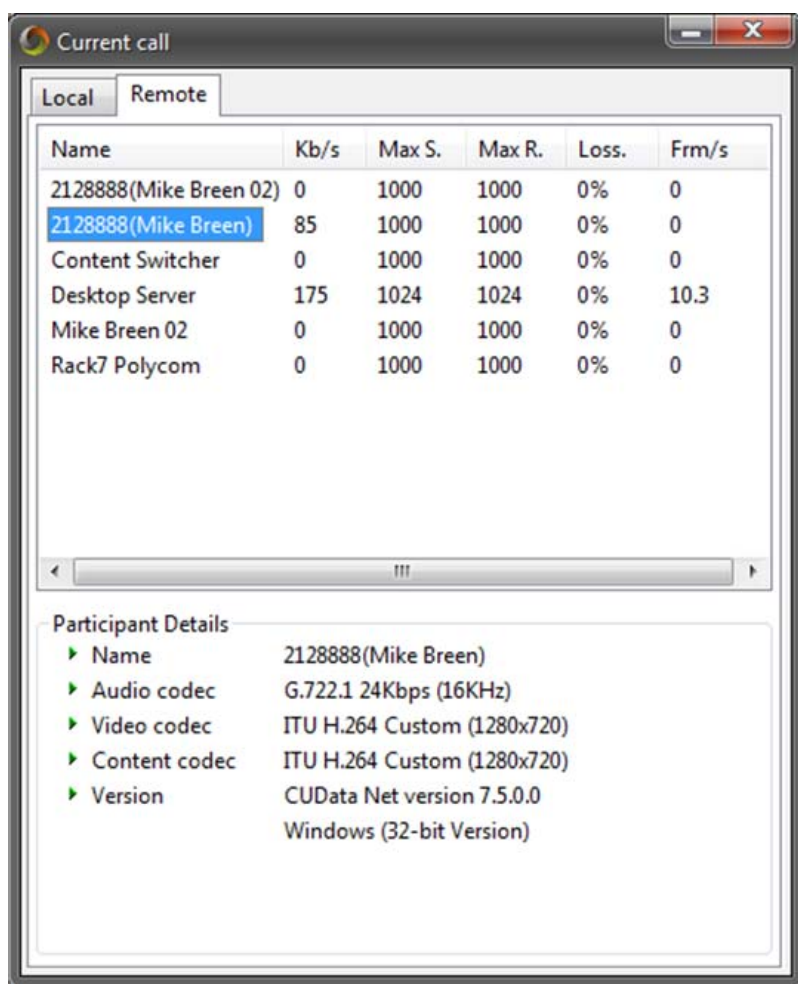 Current call
Local Remote
Name Kb/s Max S. Max R. Loss. Frm/s
2128888(Mike Breen 02) 0 1000 1000 0% 0
2128888(Mike Breen) 85 1000 1000 0% 0
Content Switcher 0 1000 1000 0% 0
Desktop Server 175 1024 1024 0% 10.3
Mike Breen 02 0 1000 1000 0% 0
Rack7 Polycom 0 1000 1000 0% 0
Participant Details
Name 2128888(Mike Breen)
Audio codec G.722.1 24Kbps (16KHz)
Video codec ITU H.264 Custom (1280x720)
Content codec ITU H.264 Custom (1280x720)
Version CUData Net version 7.5.0.0
Windows (32-bit Version)